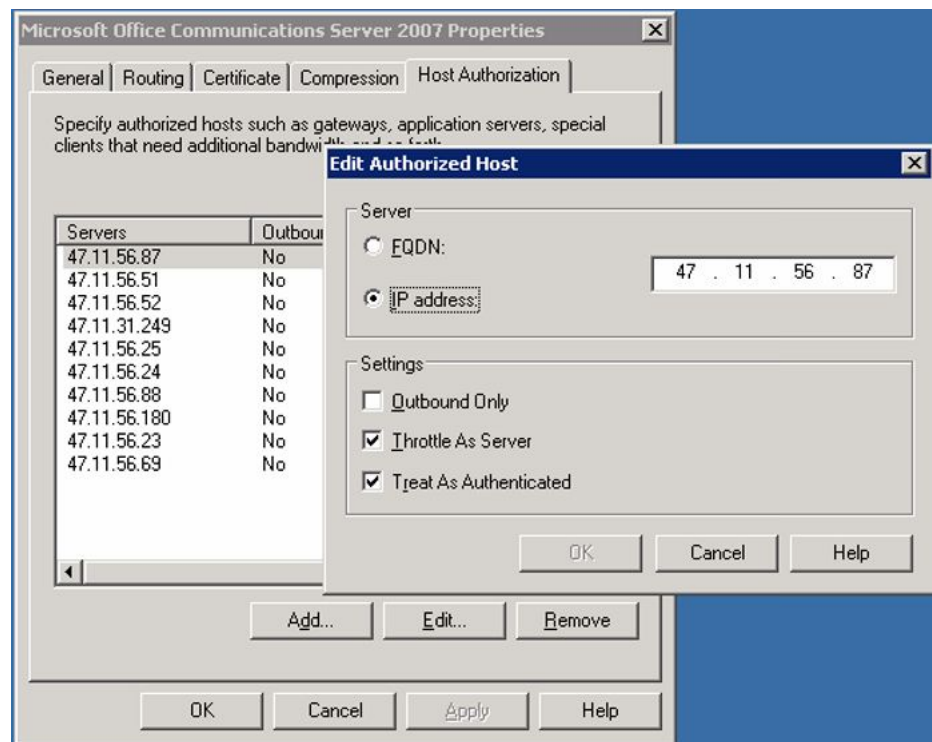 Microsoft Office Communications Server 2007 Properties
General Routing Certificate Compression Host Authorization
Specify authorized hosts such as gateways, application servers, special
clients that need additional
Servers
47.11.56.87 No
47.11.56.51 No
47.11.56.52 No
47.11.31.249 No
47.11.56.25 No
47.11.56.24 No
47.11.56.88 No
47.11.56.180 No
47.11.56.23 No
47.11.56.69 No
Add... Edit... Remove
OK Cancel Apply Help
Edit Authorized Host
Server
FQDN:
IP address: 47 . 11 . 56 . 87
Settings
Outbound Only
Throttle As Server
Treat As Authenticated
OK Cancel Help